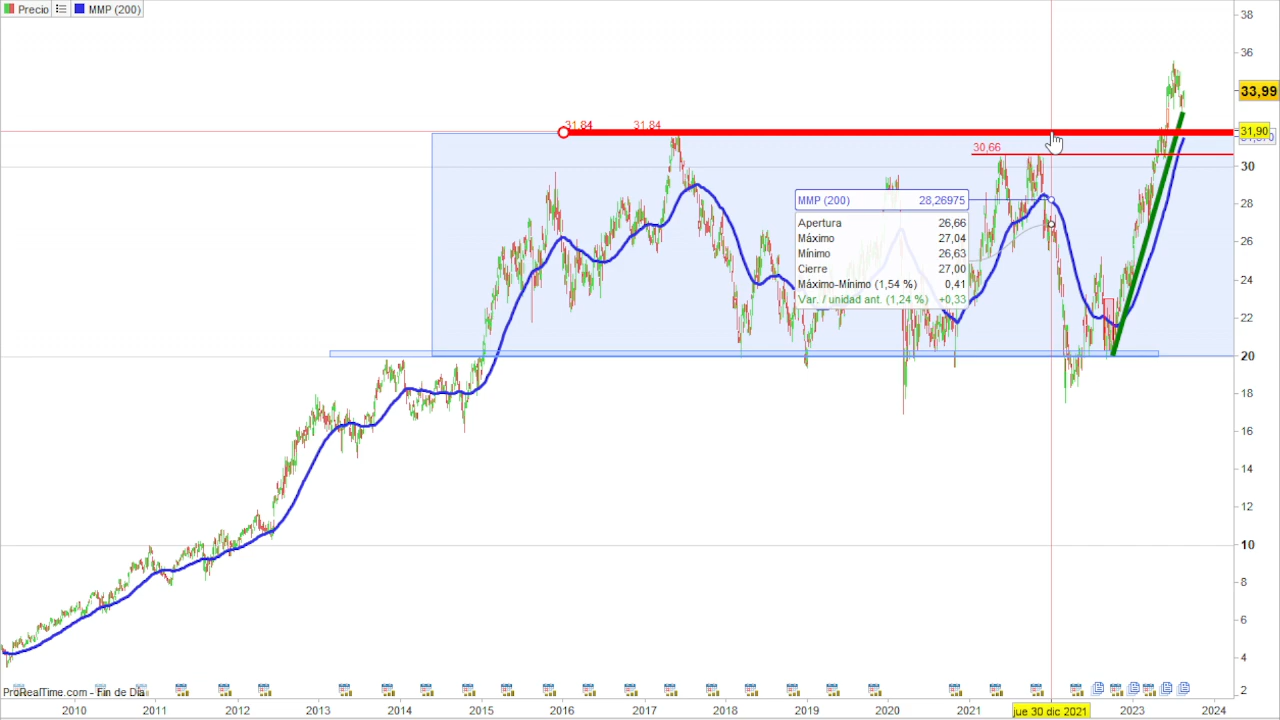 Precio MMP (200)
38
36
33,99
31,84 31,84
31,90
30,66
30
28
26
24
22
20
18
16
14
12
10
8
6
4
2
MMP (200) 28,26975
Apertura 26,66
Máximo 27,04
Mínimo 26,63
Cierre 27,00
Máximo-Mínimo (1,54 %) 0,41
Var. / unidad ant. (1,24 %) +0,33
ProRealTime.com - Fin de Día
2010 2011 2012 2013 2014 2015 2016 2017 2018 2019 2020 2021 jue 30 dic 2021 2023 2024